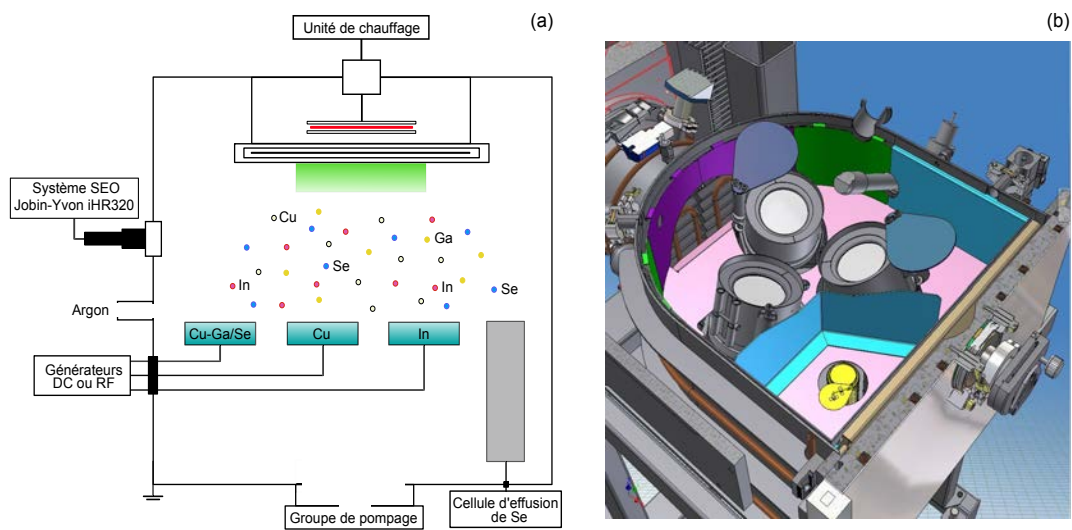 (a)
(b)
Unité de chauffage
Système SEO
Jobin-Yvon iHR320
Cu
Ga
Se
In
In
Se
Argon
Cu-Ga/Se
Cu
In
Générateurs
DC ou RF
Cellule d'effusion
de Se
Groupe de pompage